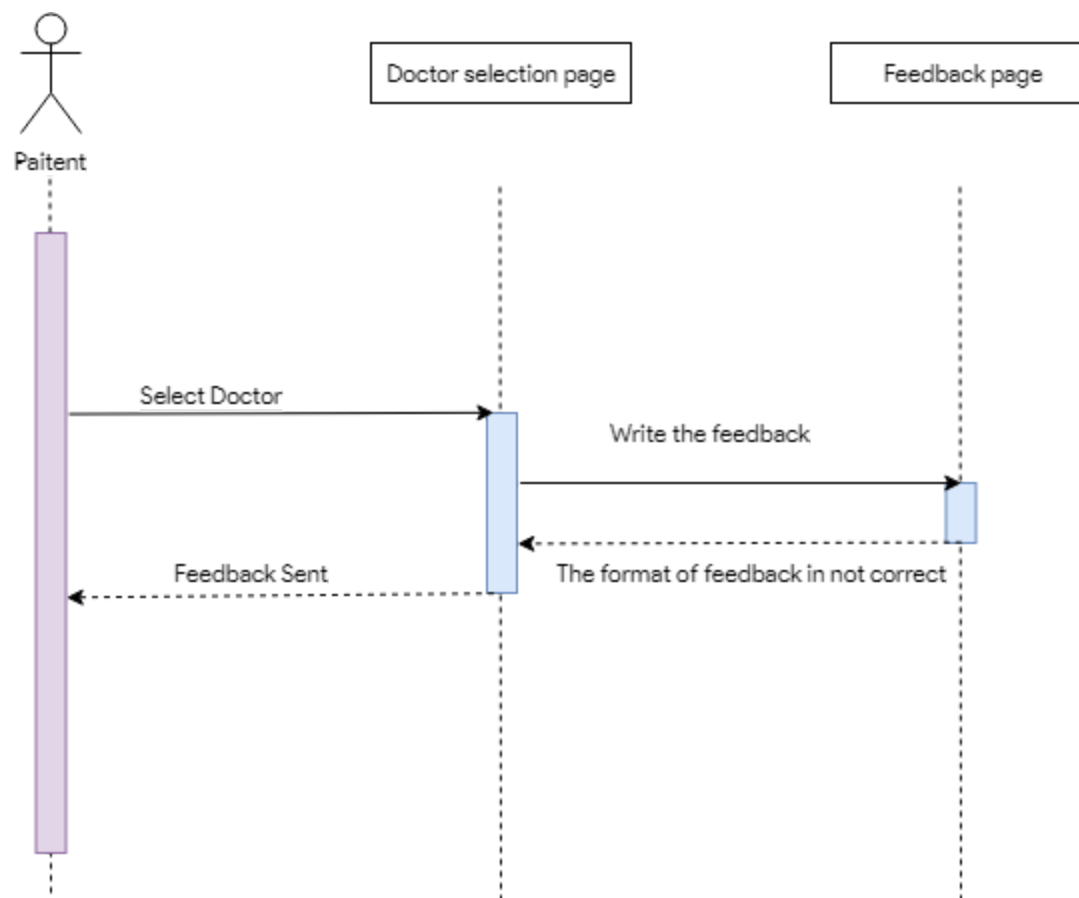 Doctor selection page
Feedback page
Paitent
Select Doctor
Write the feedback
Feedback Sent
The format of feedback in not correct